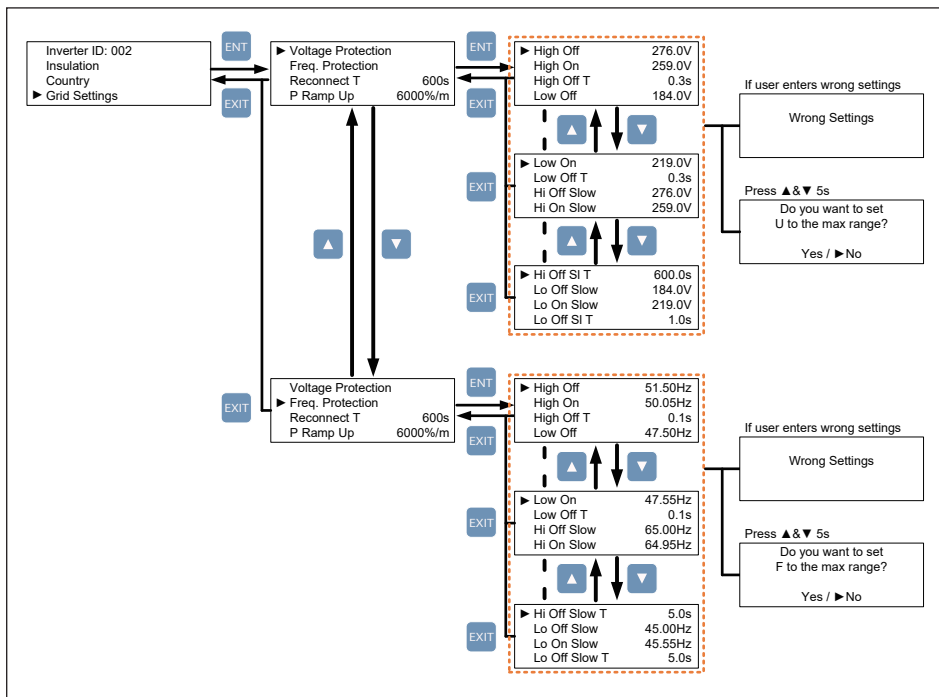 Inverter ID: 002
Insulation
Country
► Grid Settings
ENT
EXIT
► Voltage Protection
Freq. Protection
Reconnect T 600s
P Ramp Up 6000%/m
ENT
EXIT
► High Off 276.0V
High On 259.0V
High Off T 0.3s
Low Off 184.0V
▲ ▼
EXIT
► Low On 219.0V
Low Off T 0.3s
Hi Off Slow 276.0V
Hi On Slow 259.0V
▲ ▼
EXIT
► Hi Off Sl T 600.0s
Lo Off Slow 184.0V
Lo On Slow 219.0V
Lo Off Sl T 1.0s
If user enters wrong settings
Wrong Settings
Press ▲&▼ 5s
Do you want to set
U to the max range?
Yes / ►No
▲ ▼
EXIT
Voltage Protection
► Freq. Protection
Reconnect T 600s
P Ramp Up 6000%/m
ENT
EXIT
► High Off 51.50Hz
High On 50.05Hz
High Off T 0.1s
Low Off 47.50Hz
▲ ▼
EXIT
► Low On 47.55Hz
Low Off T 0.1s
Hi Off Slow 65.00Hz
Hi On Slow 64.95Hz
▲ ▼
EXIT
► Hi Off Slow T 5.0s
Lo Off Slow 45.00Hz
Lo On Slow 45.55Hz
Lo Off Slow T 5.0s
If user enters wrong settings
Wrong Settings
Press ▲&▼ 5s
Do you want to set
F to the max range?
Yes / ►No